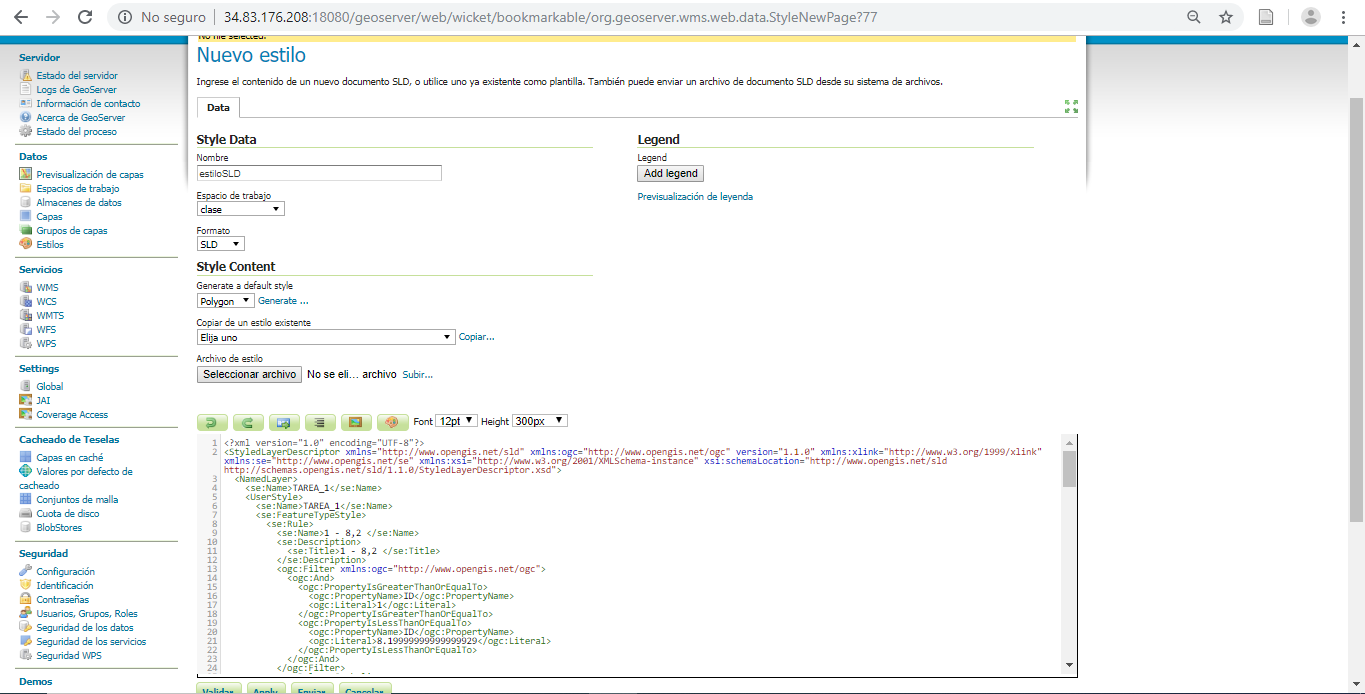 No seguro
34.83.176.208:18080/geoserver/web/wicket/bookmarkable/org.geoserver.wms.web.data.StyleNewPage?77
Servidor
Estado del servidor
Logs de GeoServer
Información de contacto
Acerca de GeoServer
Estado del proceso
Datos
Previsualización de capas
Espacios de trabajo
Almacenes de datos
Capas
Grupos de capas
Estilos
Servicios
WMS
WCS
WMTS
WFS
WPS
Settings
Global
JAI
Coverage Access
Cacheado de Teselas
Capas en caché
Valores por defecto de
cacheado
Conjuntos de malla
Cuota de disco
BlobStores
Seguridad
Configuración
Identificación
Contraseñas
Usuarios, Grupos, Roles
Seguridad de los datos
Seguridad de los servicios
Seguridad WPS
Demos
No file selected.
Nuevo estilo
Ingrese el contenido de un nuevo documento SLD, o utilice uno ya existente como plantilla. También puede enviar un archivo de documento SLD desde su sistema de archivos.
Data
Style Data
Nombre
estiloSLD
Espacio de trabajo
clase
Formato
SLD
Legend
Legend
Add legend
Previsualización de leyenda
Style Content
Generate a default style
Polygon Generate ...
Copiar de un estilo existente
Elija uno Copiar...
Archivo de estilo
Seleccionar archivo No se eli... archivo Subir...
Font 12pt Height 300px
1 <?xml version="1.0" encoding="UTF-8"?>
2 <StyledLayerDescriptor xmlns="http://www.opengis.net/sld" xmlns:ogc="http://www.opengis.net/ogc" version="1.1.0" xmlns:xlink="http://www.w3.org/1999/xlink"
xmlns:se="http://www.opengis.net/se" xmlns:xsi="http://www.w3.org/2001/XMLSchema-instance" xsi:schemaLocation="http://www.opengis.net/sld
http://schemas.opengis.net/sld/1.1.0/StyledLayerDescriptor.xsd">
3 <NamedLayer>
4 <se:Name>TAREA_1</se:Name>
5 <UserStyle>
6 <se:Name>TAREA_1</se:Name>
7 <se:FeatureTypeStyle>
8 <se:Rule>
9 <se:Name>1 - 8,2 </se:Name>
10 <se:Description>
11 <se:Title>1 - 8,2 </se:Title>
12 </se:Description>
13 <ogc:Filter xmlns:ogc="http://www.opengis.net/ogc">
14 <ogc:And>
15 <ogc:PropertyIsGreaterThanOrEqualTo>
16 <ogc:PropertyName>ID</ogc:PropertyName>
17 <ogc:Literal>1</ogc:Literal>
18 </ogc:PropertyIsGreaterThanOrEqualTo>
19 <ogc:PropertyIsLessThanOrEqualTo>
20 <ogc:PropertyName>ID</ogc:PropertyName>
21 <ogc:Literal>8.19999999999999929</ogc:Literal>
22 </ogc:PropertyIsLessThanOrEqualTo>
23 </ogc:And>
24 </ogc:Filter>
Validar Apply Enviar Cancelar